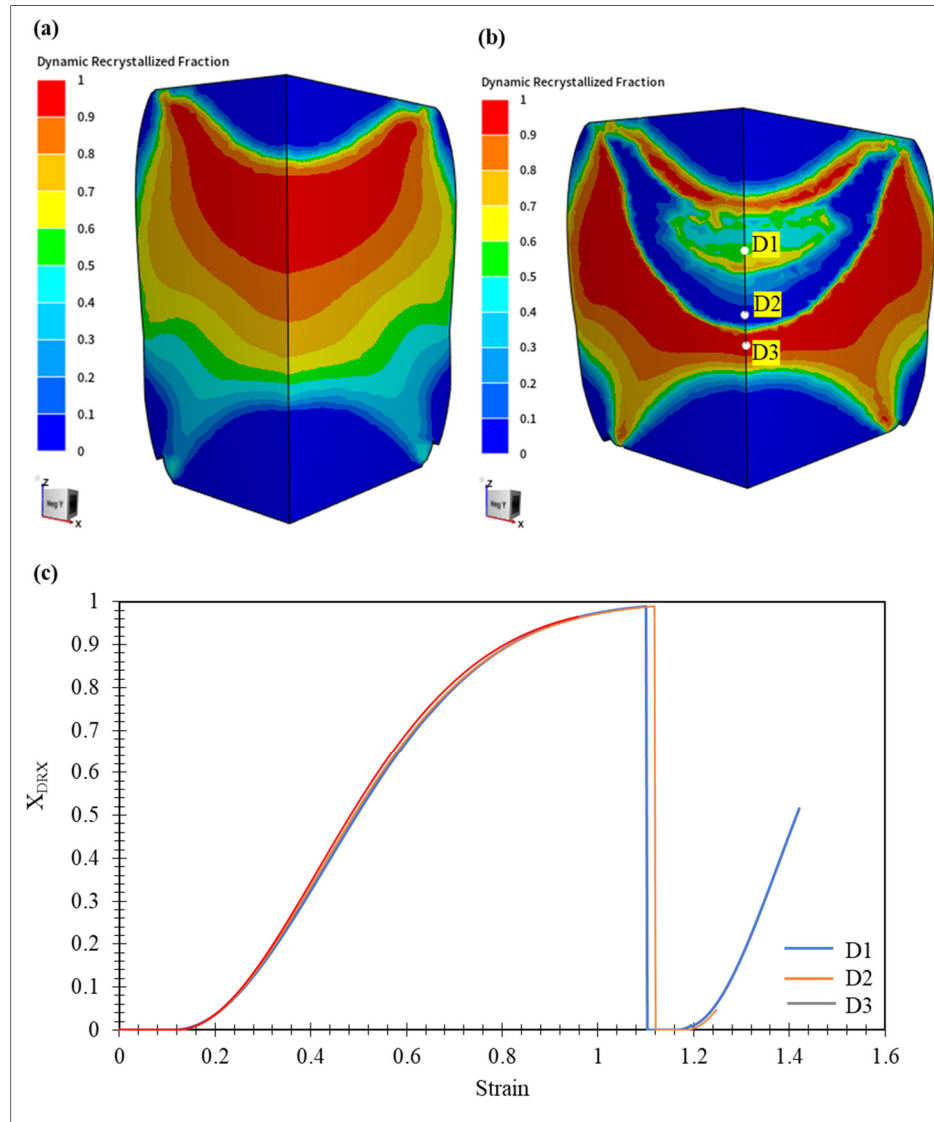 (a)
Dynamic Recrystallized Fraction
1
0.9
0.8
0.7
0.6
0.5
0.4
0.3
0.2
0.1
0
Z
Neg Y
X
(b)
Dynamic Recrystallized Fraction
1
0.9
0.8
0.7
0.6
0.5
0.4
0.3
0.2
0.1
0
D1
D2
D3
Z
Neg Y
X
(c)
1
0.9
0.8
0.7
0.6
0.5
0.4
0.3
0.2
0.1
0
X_DRX
0 0.2 0.4 0.6 0.8 1 1.2 1.4 1.6
Strain
D1
D2
D3